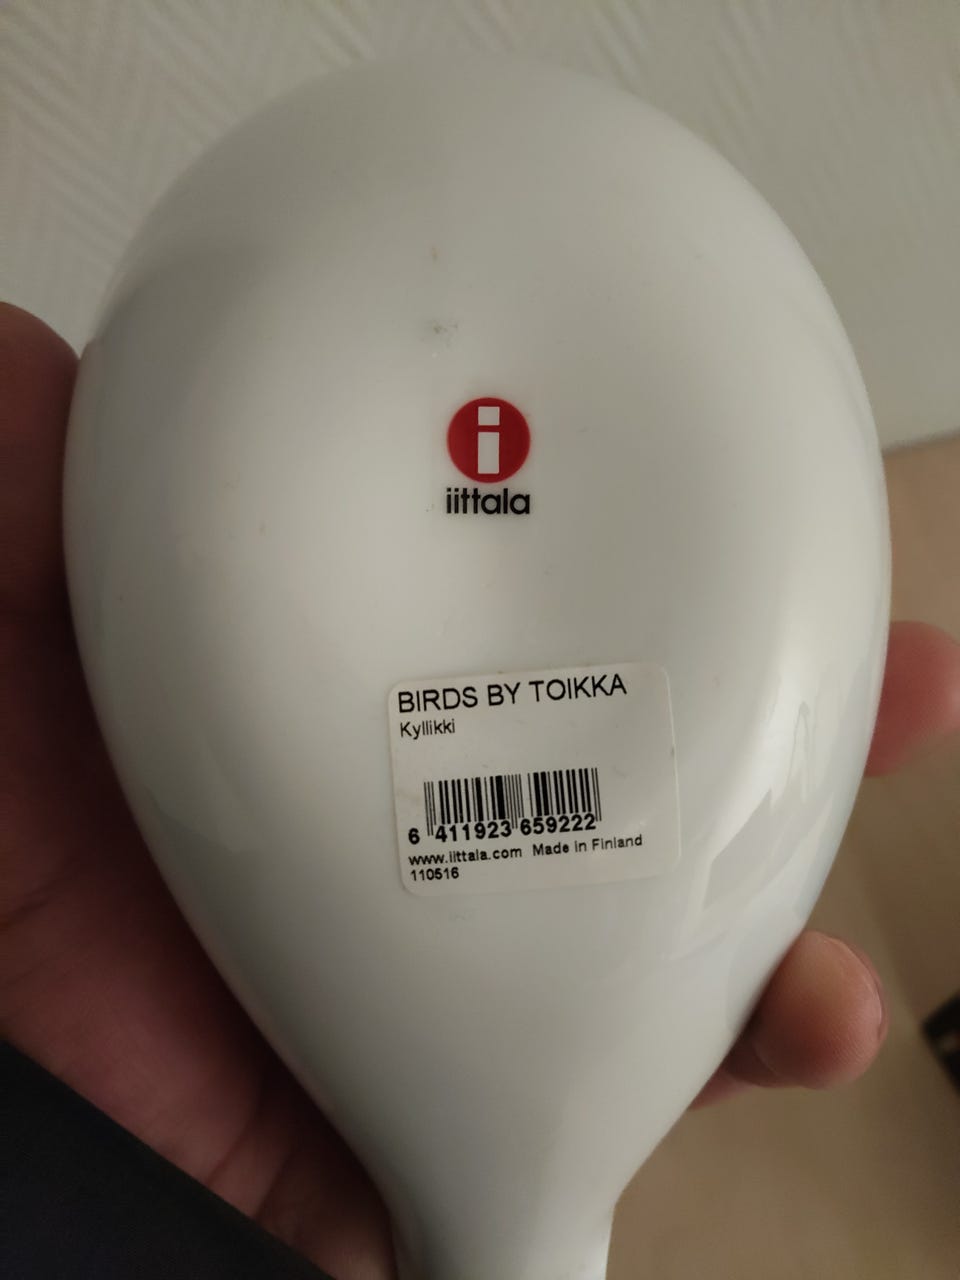 i
iittala
BIRDS BY TOIKKA
Kyllikki
6 411923 659222
www.iittala.com Made in Finland
110516